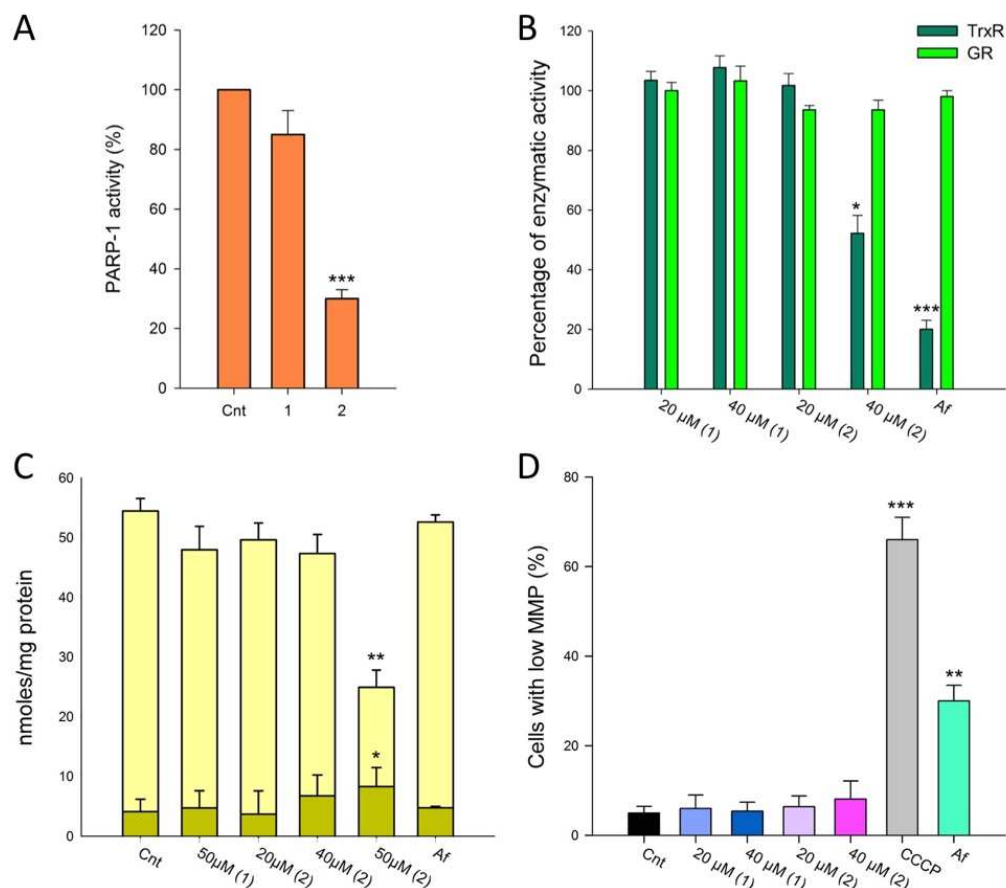 A
120
100
80
60
40
20
0
PARP-1 activity (%)
***
Cnt
1
2
B
TrxR
GR
120
100
80
60
40
20
0
Percentage of enzymatic activity
*
***
20 µM (1)
40 µM (1)
20 µM (2)
40 µM (2)
Af
C
60
50
40
30
20
10
0
nmoles/mg protein
**
*
Cnt
50µM (1)
20µM (2)
40µM (2)
50µM (2)
Af
D
80
60
40
20
0
Cells with low MMP (%)
***
**
Cnt
20 µM (1)
40 µM (1)
20 µM (2)
40 µM (2)
CCCP
Af